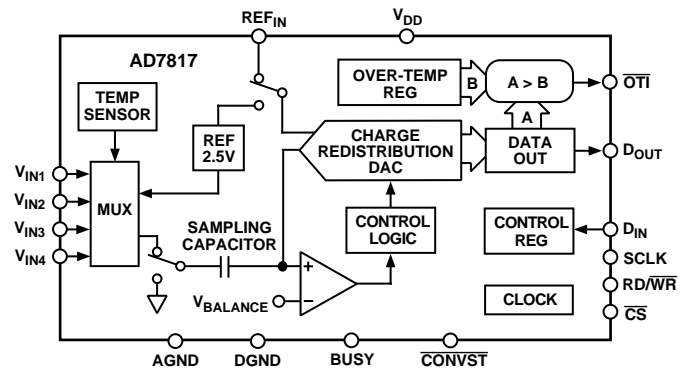 REFIN
VDD
AD7817
TEMP
SENSOR
OVER-TEMP
REG
B
A > B
OTI
A
REF
2.5V
CHARGE
REDISTRIBUTION
DAC
DATA
OUT
DOUT
VIN1
VIN2
VIN3
VIN4
MUX
SAMPLING
CAPACITOR
CONTROL
LOGIC
CONTROL
REG
DIN
SCLK
RD/WR
CS
VBALANCE
+
−
CLOCK
AGND
DGND
BUSY
CONVST